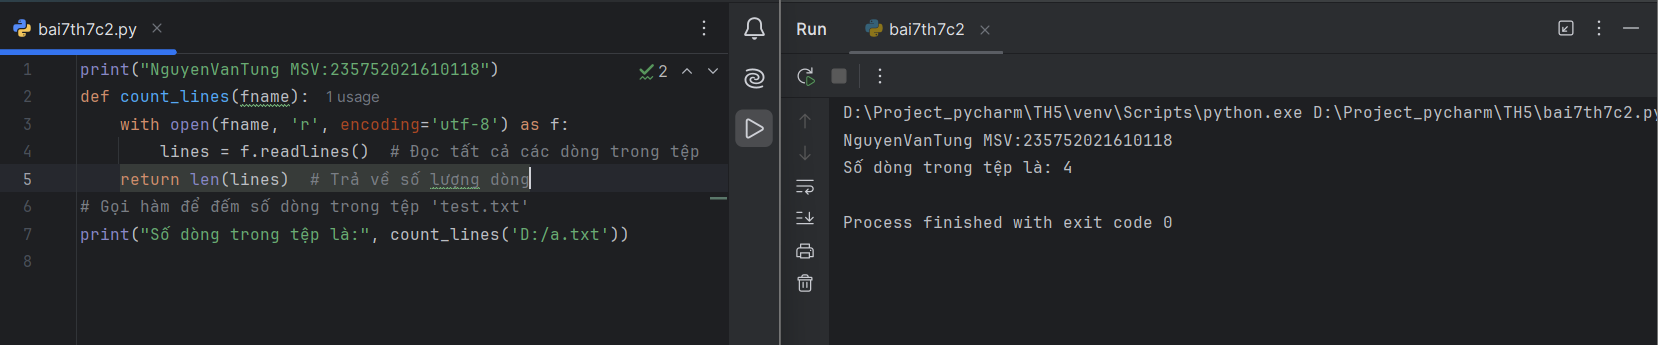 bai7th7c2.py
2
1 print("NguyenVanTung MSV:235752021610118")
2 def count_lines(fname): 1 usage
3 with open(fname, 'r', encoding='utf-8') as f:
4 lines = f.readlines() # Đọc tất cả các dòng trong tệp
5 return len(lines) # Trả về số lượng dòng
6 # Gọi hàm để đếm số dòng trong tệp 'test.txt'
7 print("Số dòng trong tệp là:", count_lines('D:/a.txt'))
8
Run bai7th7c2
D:\Project_pycharm\TH5\venv\Scripts\python.exe D:\Project_pycharm\TH5\bai7th7c2.py
NguyenVanTung MSV:235752021610118
Số dòng trong tệp là: 4
Process finished with exit code 0